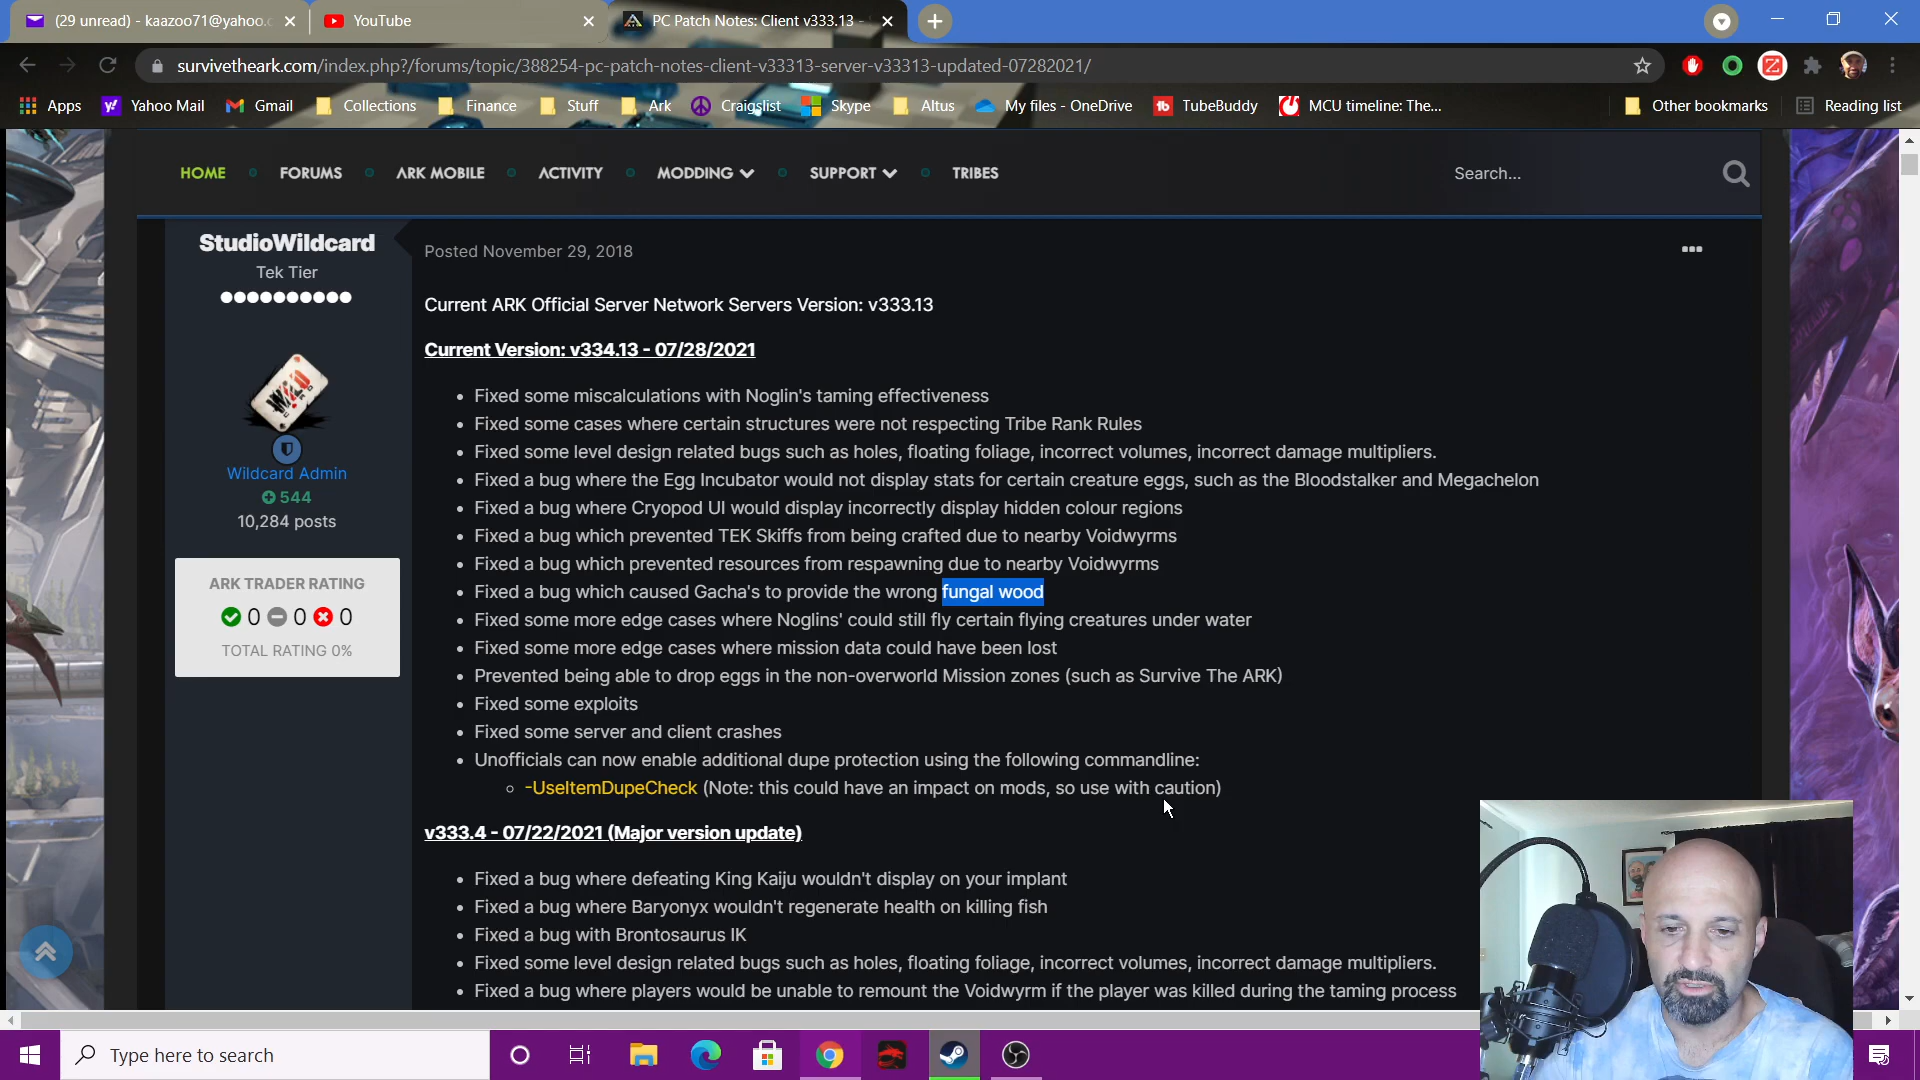 (29 unread) - kaazoo71@yahoo.c
YouTube
PC Patch Notes: Client v333.13 -
survivetheark.com/index.php?/forums/topic/388254-pc-patch-notes-client-v33313-server-v33313-updated-07282021/
Apps Yahoo Mail Gmail Collections Finance Stuff Ark Craigslist Skype Altus My files - OneDrive TubeBuddy MCU timeline: The... Other bookmarks Reading list
HOME FORUMS ARK MOBILE ACTIVITY MODDING SUPPORT TRIBES Search...
StudioWildcard
Tek Tier
Wildcard Admin
544
10,284 posts
ARK TRADER RATING
0 0 0
TOTAL RATING 0%
Posted November 29, 2018
Current ARK Official Server Network Servers Version: v333.13
Current Version: v334.13 - 07/28/2021
Fixed some miscalculations with Noglin's taming effectiveness
Fixed some cases where certain structures were not respecting Tribe Rank Rules
Fixed some level design related bugs such as holes, floating foliage, incorrect volumes, incorrect damage multipliers.
Fixed a bug where the Egg Incubator would not display stats for certain creature eggs, such as the Bloodstalker and Megachelon
Fixed a bug where Cryopod UI would display incorrectly display hidden colour regions
Fixed a bug which prevented TEK Skiffs from being crafted due to nearby Voidwyrms
Fixed a bug which prevented resources from respawning due to nearby Voidwyrms
Fixed a bug which caused Gacha's to provide the wrong fungal wood
Fixed some more edge cases where Noglins' could still fly certain flying creatures under water
Fixed some more edge cases where mission data could have been lost
Prevented being able to drop eggs in the non-overworld Mission zones (such as Survive The ARK)
Fixed some exploits
Fixed some server and client crashes
Unofficials can now enable additional dupe protection using the following commandline:
-UseItemDupeCheck (Note: this could have an impact on mods, so use with caution)
v333.4 - 07/22/2021 (Major version update)
Fixed a bug where defeating King Kaiju wouldn't display on your implant
Fixed a bug where Baryonyx wouldn't regenerate health on killing fish
Fixed a bug with Brontosaurus IK
Fixed some level design related bugs such as holes, floating foliage, incorrect volumes, incorrect damage multipliers.
Fixed a bug where players would be unable to remount the Voidwyrm if the player was killed during the taming process
Type here to search